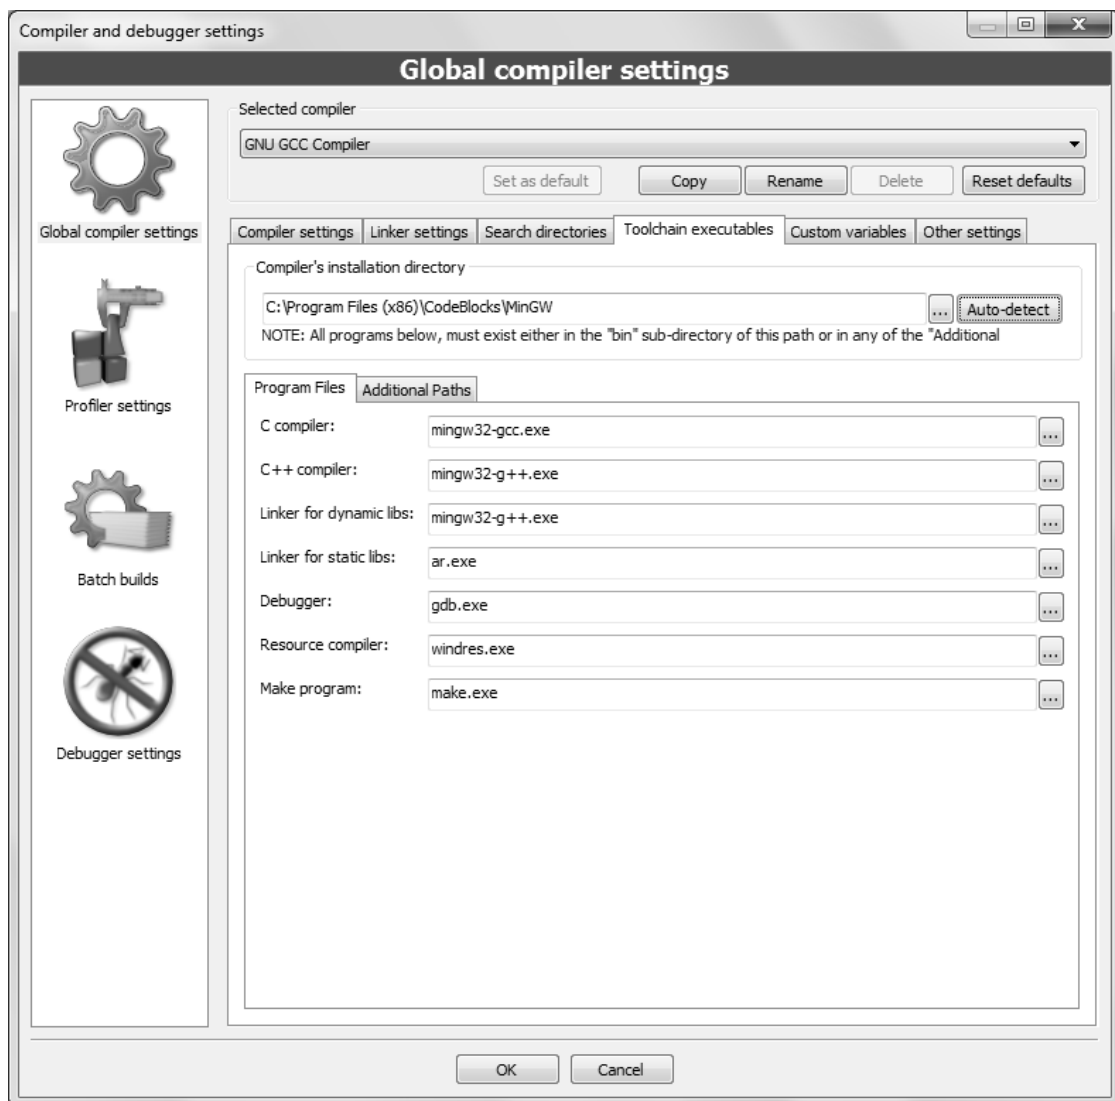 Compiler and debugger settings
Global compiler settings
Global compiler settings
Profiler settings
Batch builds
Debugger settings
Selected compiler
GNU GCC Compiler
Set as default Copy Rename Delete Reset defaults
Compiler settings Linker settings Search directories Toolchain executables Custom variables Other settings
Compiler's installation directory
C:\Program Files (x86)\CodeBlocks\MinGW ... Auto-detect
NOTE: All programs below, must exist either in the "bin" sub-directory of this path or in any of the "Additional
Program Files Additional Paths
C compiler: mingw32-gcc.exe ...
C++ compiler: mingw32-g++.exe ...
Linker for dynamic libs: mingw32-g++.exe ...
Linker for static libs: ar.exe ...
Debugger: gdb.exe ...
Resource compiler: windres.exe ...
Make program: make.exe ...
OK Cancel